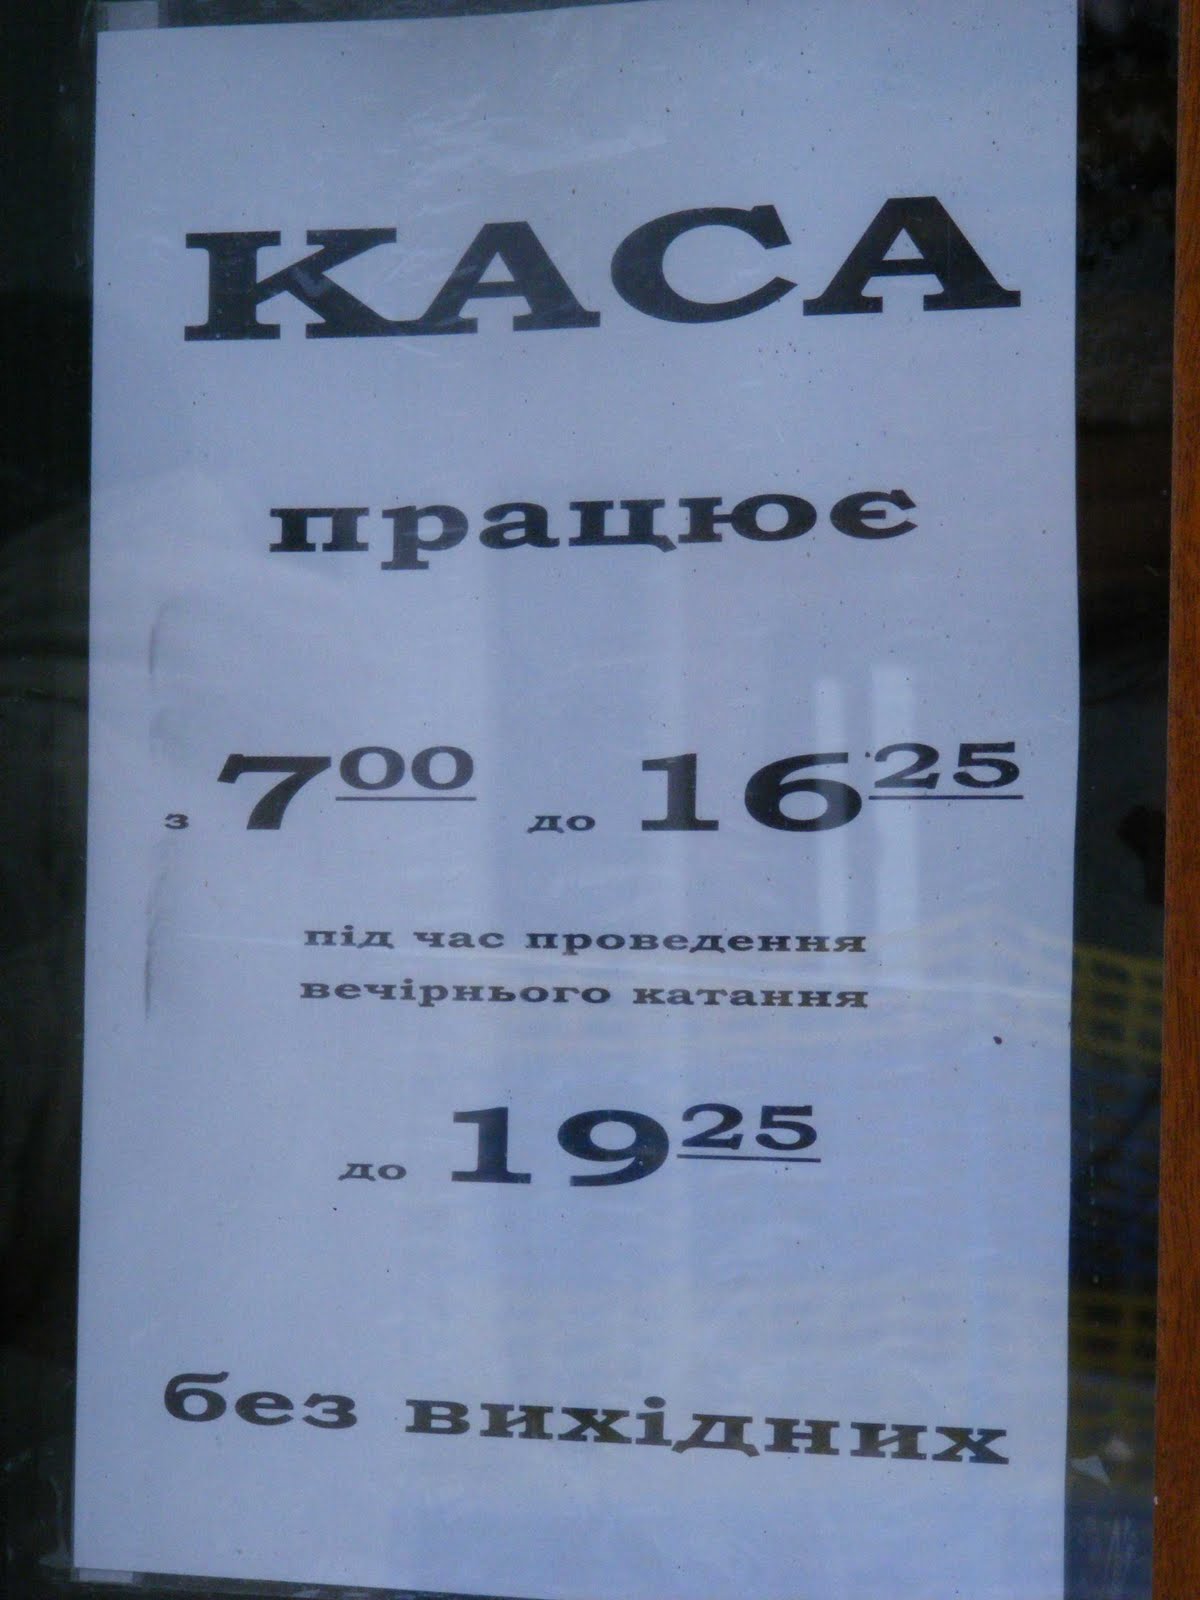 КАСА
працює
з 7⁰⁰ до 16²⁵
під час проведення
вечірнього катання
до 19²⁵
без вихідних